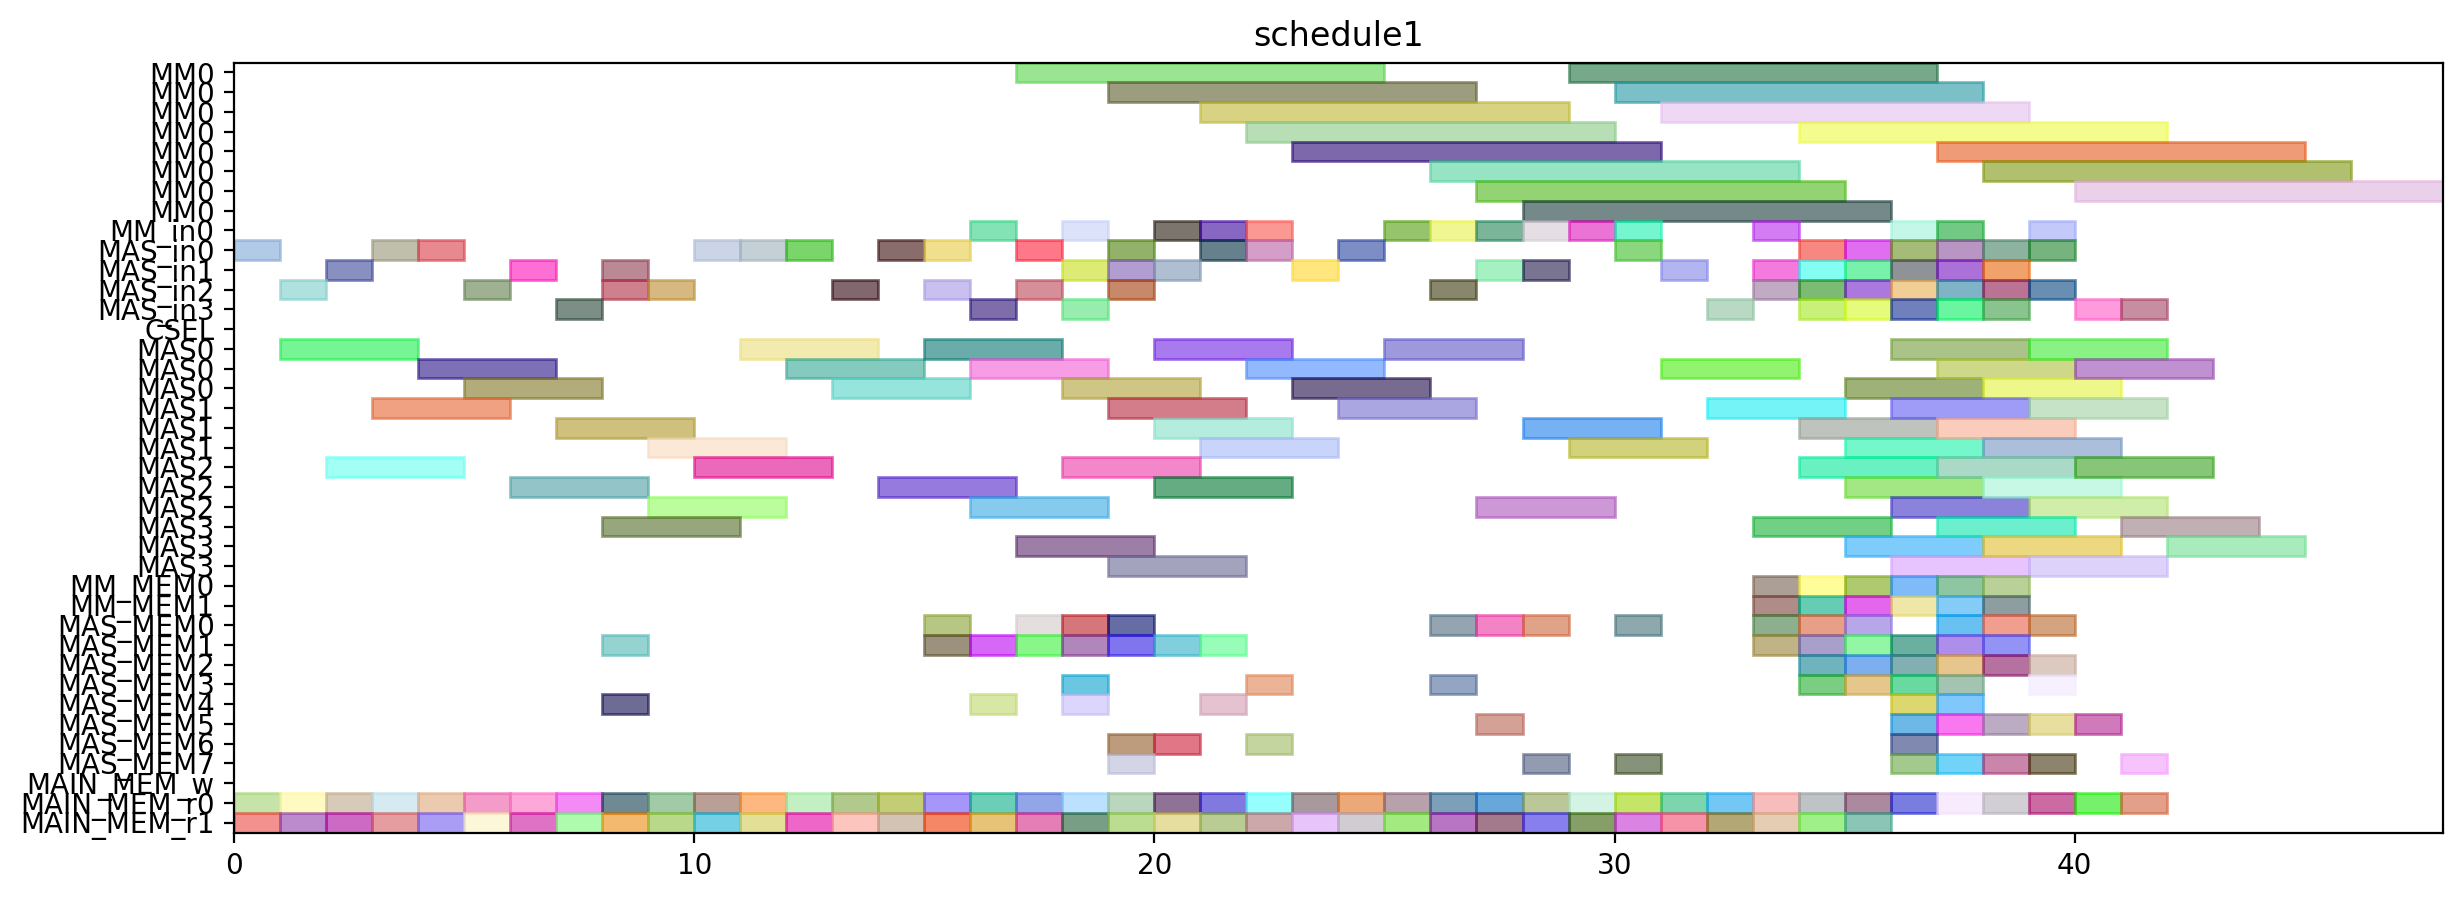 schedule1
MM0
MM0
MM0
MM0
MM0
MM0
MM0
MM0
MM_in0
MAS_in0
MAS_in1
MAS_in2
MAS_in3
CSEL
MAS0
MAS0
MAS0
MAS1
MAS1
MAS1
MAS2
MAS2
MAS2
MAS3
MAS3
MAS3
MM_MEM0
MM_MEM1
MAS_MEM0
MAS_MEM1
MAS_MEM2
MAS_MEM3
MAS_MEM4
MAS_MEM5
MAS_MEM6
MAS_MEM7
MAIN_MEM_w
MAIN_MEM_r0
MAIN_MEM_r1
0 10 20 30 40